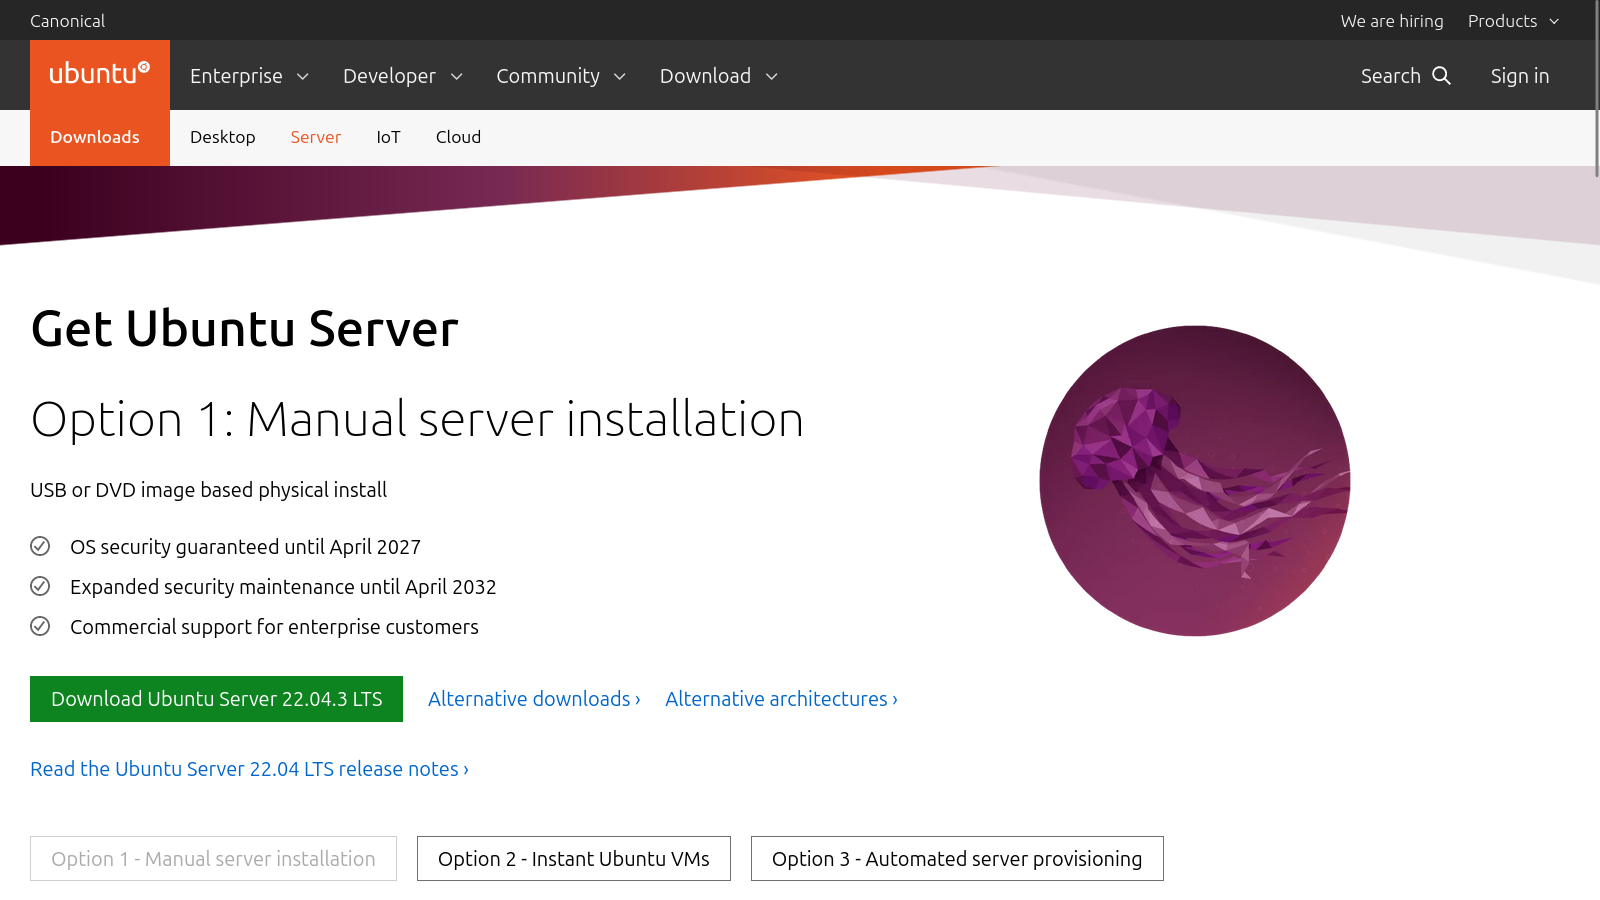 Canonical
We are hiring
Products
ubuntu
Enterprise
Developer
Community
Download
Search
Sign in
Downloads
Desktop
Server
IoT
Cloud
Get Ubuntu Server
Option 1: Manual server installation
USB or DVD image based physical install
OS security guaranteed until April 2027
Expanded security maintenance until April 2032
Commercial support for enterprise customers
Download Ubuntu Server 22.04.3 LTS
Alternative downloads ›
Alternative architectures ›
Read the Ubuntu Server 22.04 LTS release notes ›
Option 1 - Manual server installation
Option 2 - Instant Ubuntu VMs
Option 3 - Automated server provisioning